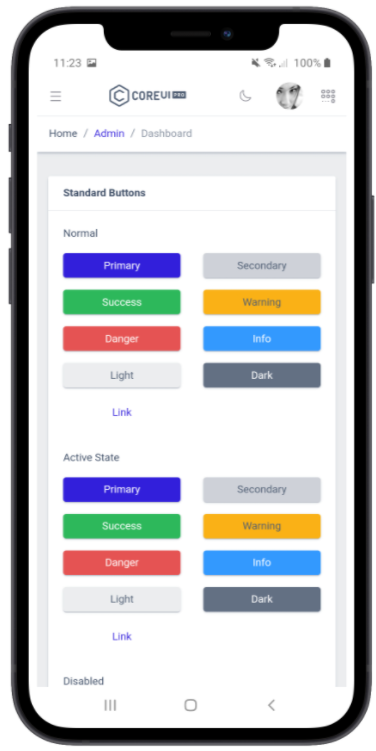 11:23 100%
COREUI PRO
Home / Admin / Dashboard
Standard Buttons
Normal
Primary Secondary
Success Warning
Danger Info
Light Dark
Link
Active State
Primary Secondary
Success Warning
Danger Info
Light Dark
Link
Disabled